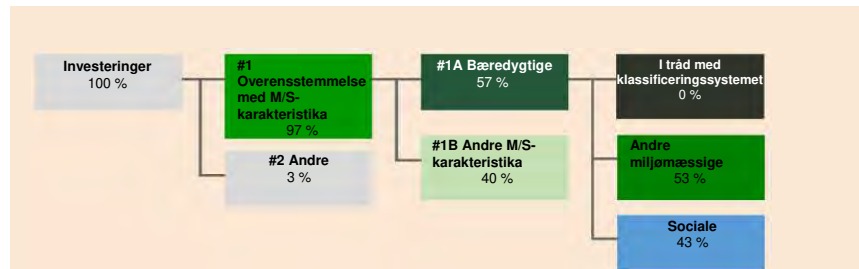 Investeringer
100 %
#1
Overensstemmelse
med M/S-
karakteristika
97 %
#2 Andre
3 %
#1A Bæredygtige
57 %
#1B Andre M/S-
karakteristika
40 %
I tråd med
klassificeringssystemet
0 %
Andre
miljømæssige
53 %
Sociale
43 %